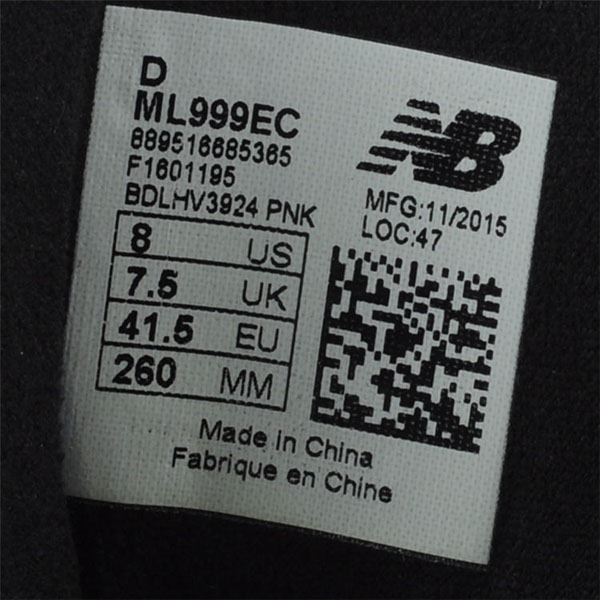 D
ML999EC
889516685365
F1601195
BDLHV3924 PNK
NB
MFG:11/2015
LOC:47
8 US
7.5 UK
41.5 EU
260 MM
Made in China
Fabrique en Chine